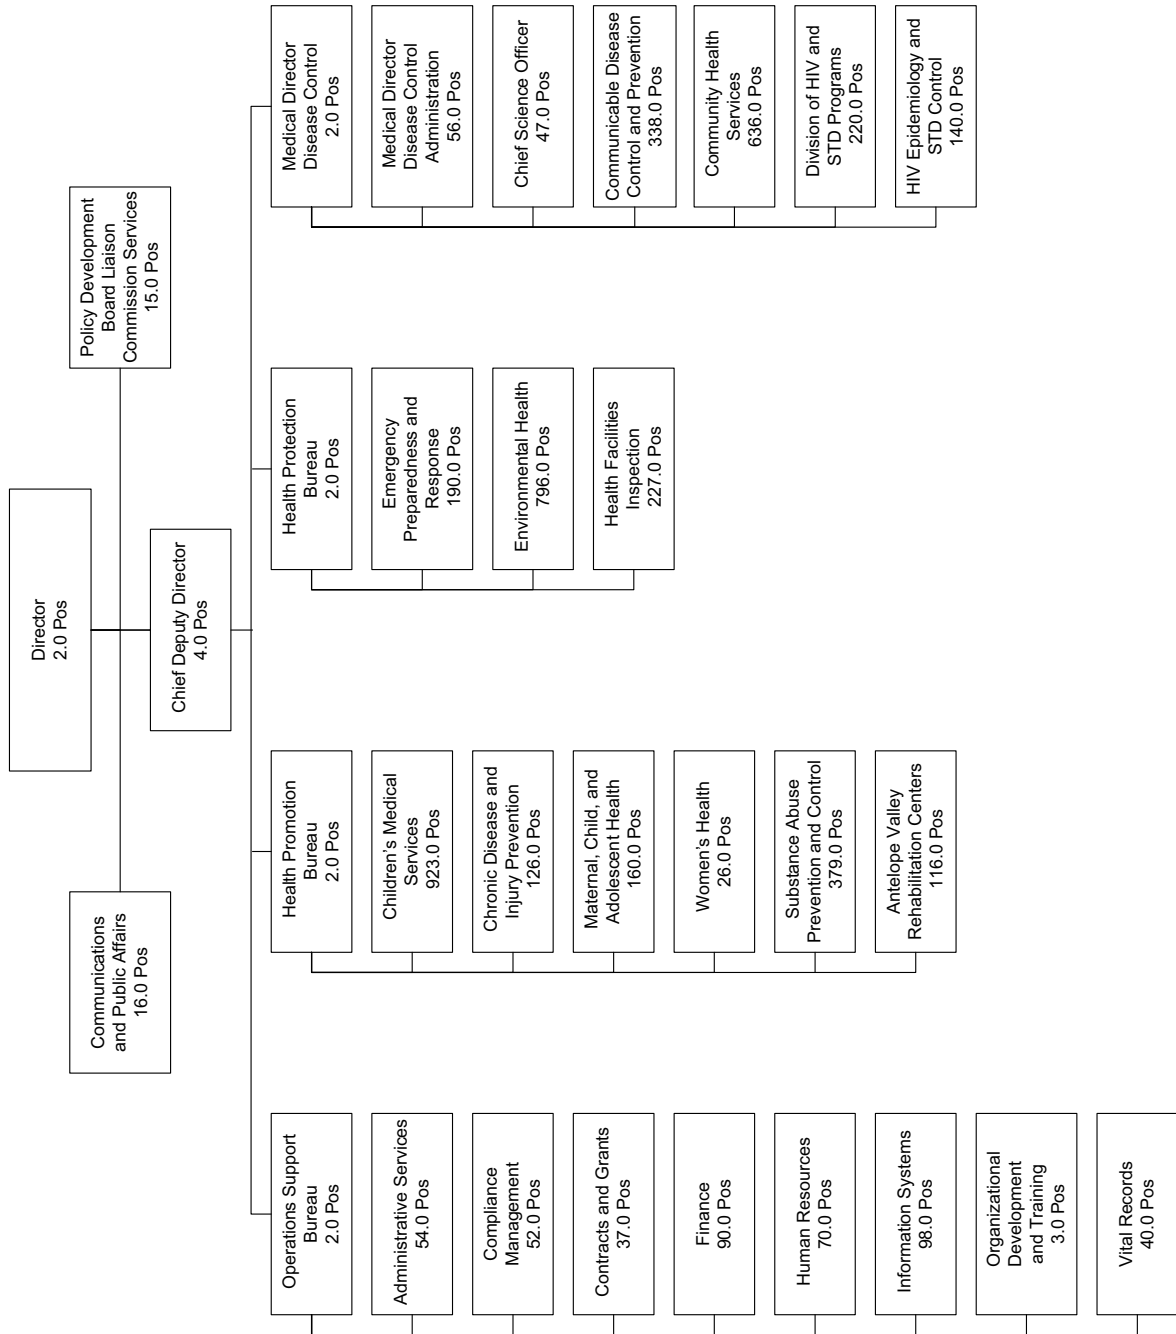 Director
2.0 Pos
Communications
and Public Affairs
16.0 Pos
Policy Development
Board Liaison
Commission Services
15.0 Pos
Chief Deputy Director
4.0 Pos
Operations Support
Bureau
2.0 Pos
Administrative Services
54.0 Pos
Compliance
Management
52.0 Pos
Contracts and Grants
37.0 Pos
Finance
90.0 Pos
Human Resources
70.0 Pos
Information Systems
98.0 Pos
Organizational
Development
and Training
3.0 Pos
Vital Records
40.0 Pos
Health Promotion
Bureau
2.0 Pos
Children's Medical
Services
923.0 Pos
Chronic Disease and
Injury Prevention
126.0 Pos
Maternal, Child, and
Adolescent Health
160.0 Pos
Women's Health
26.0 Pos
Substance Abuse
Prevention and Control
379.0 Pos
Antelope Valley
Rehabilitation Centers
116.0 Pos
Health Protection
Bureau
2.0 Pos
Emergency
Preparedness and
Response
190.0 Pos
Environmental Health
796.0 Pos
Health Facilities
Inspection
227.0 Pos
Medical Director
Disease Control
2.0 Pos
Medical Director
Disease Control
Administration
56.0 Pos
Chief Science Officer
47.0 Pos
Communicable Disease
Control and Prevention
338.0 Pos
Community Health
Services
636.0 Pos
Division of HIV and
STD Programs
220.0 Pos
HIV Epidemiology and
STD Control
140.0 Pos